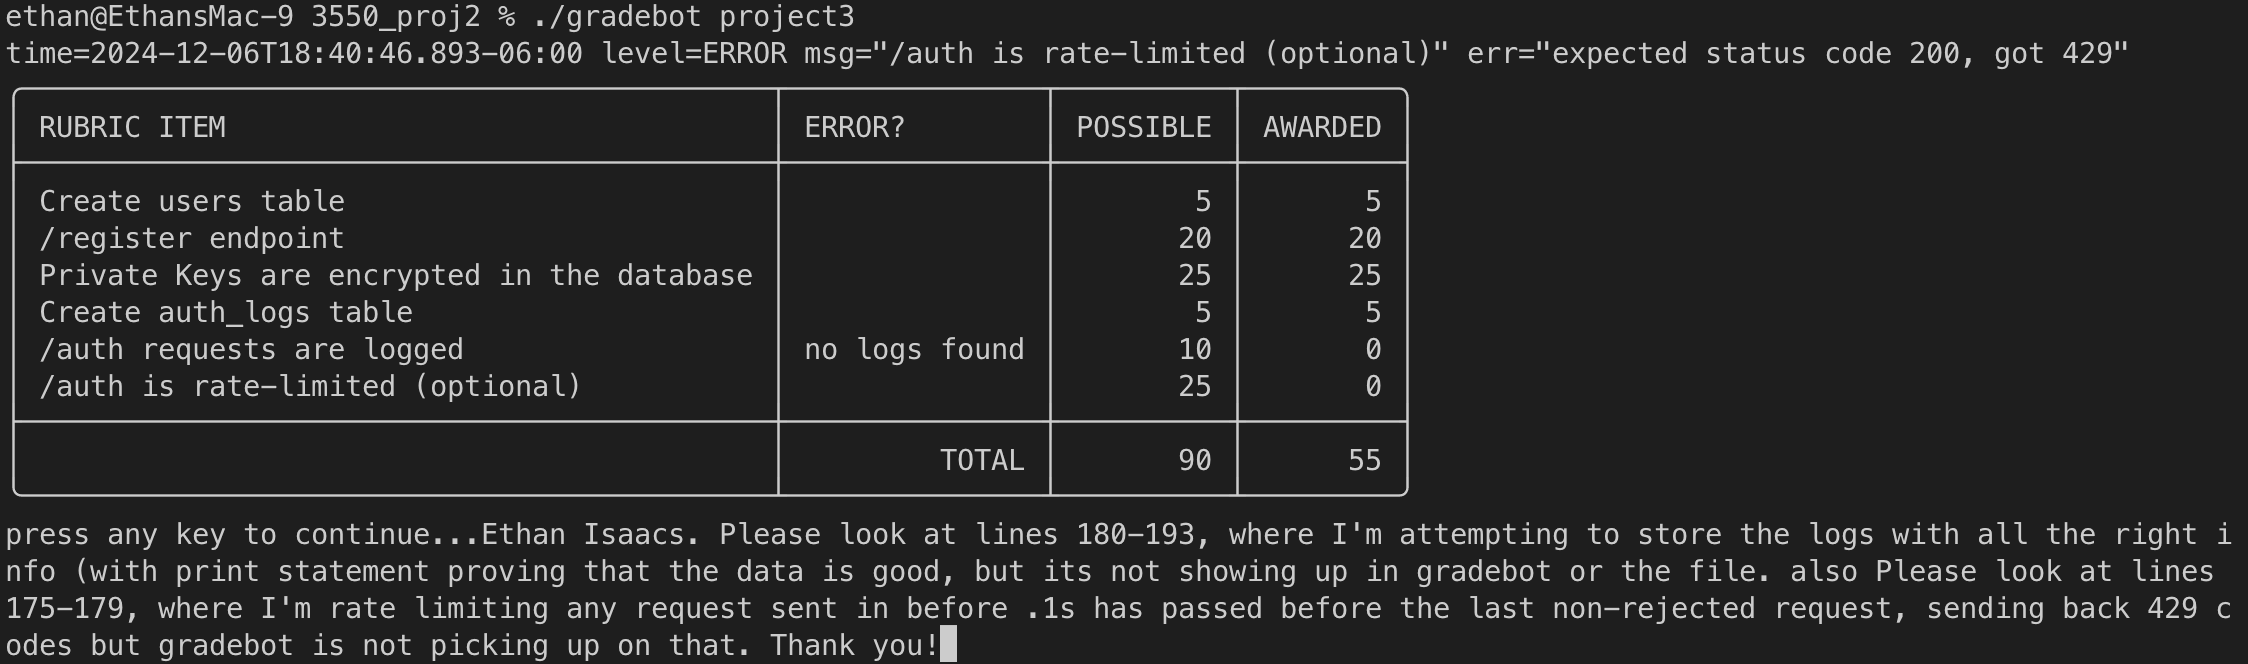 ethan@EthansMac-9 3550_proj2 % ./gradebot project3
time=2024-12-06T18:40:46.893-06:00 level=ERROR msg="/auth is rate-limited (optional)" err="expected status code 200, got 429"
RUBRIC ITEM ERROR? POSSIBLE AWARDED
Create users table 5 5
/register endpoint 20 20
Private Keys are encrypted in the database 25 25
Create auth_logs table 5 5
/auth requests are logged no logs found 10 0
/auth is rate-limited (optional) 25 0
TOTAL 90 55
press any key to continue...Ethan Isaacs. Please look at lines 180-193, where I'm attempting to store the logs with all the right i
nfo (with print statement proving that the data is good, but its not showing up in gradebot or the file. also Please look at lines
175-179, where I'm rate limiting any request sent in before .1s has passed before the last non-rejected request, sending back 429 c
odes but gradebot is not picking up on that. Thank you!